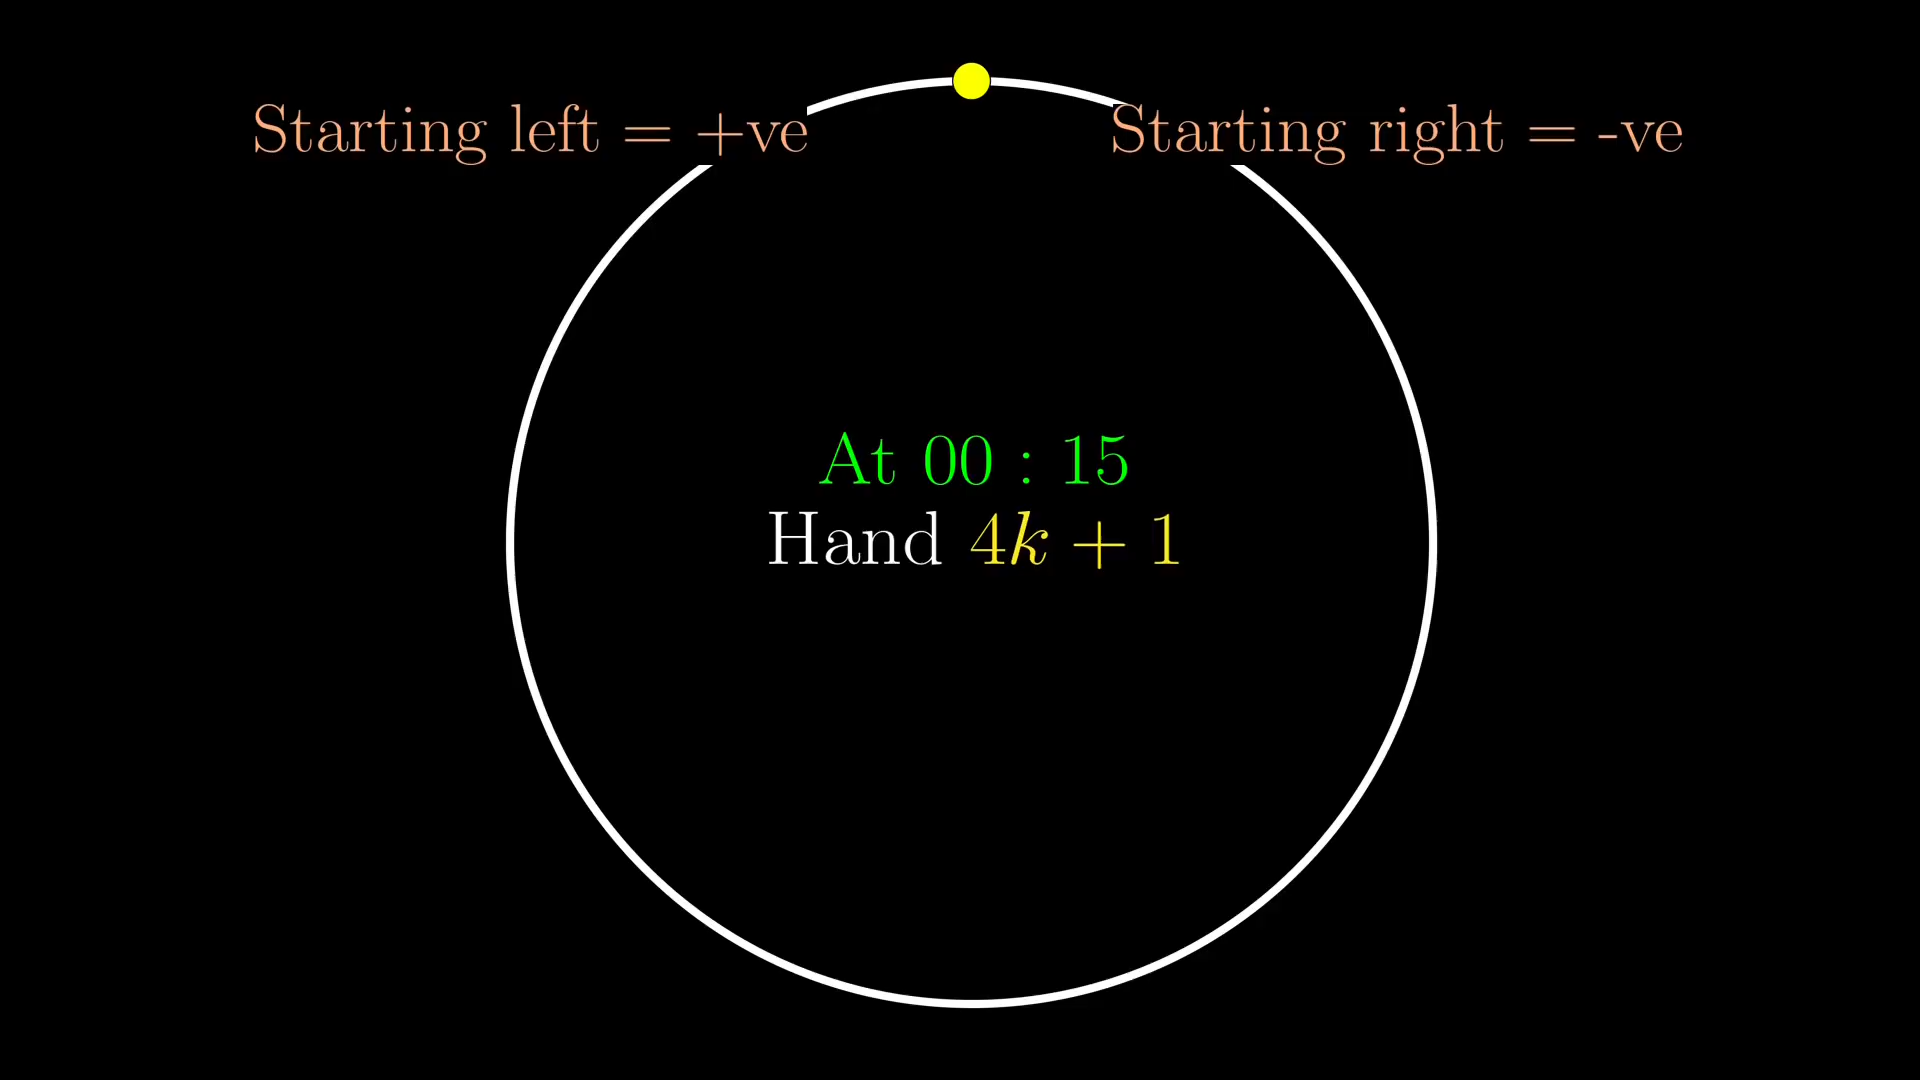 Starting left = +ve
Starting right = -ve
At 00 : 15
Hand 4k + 1